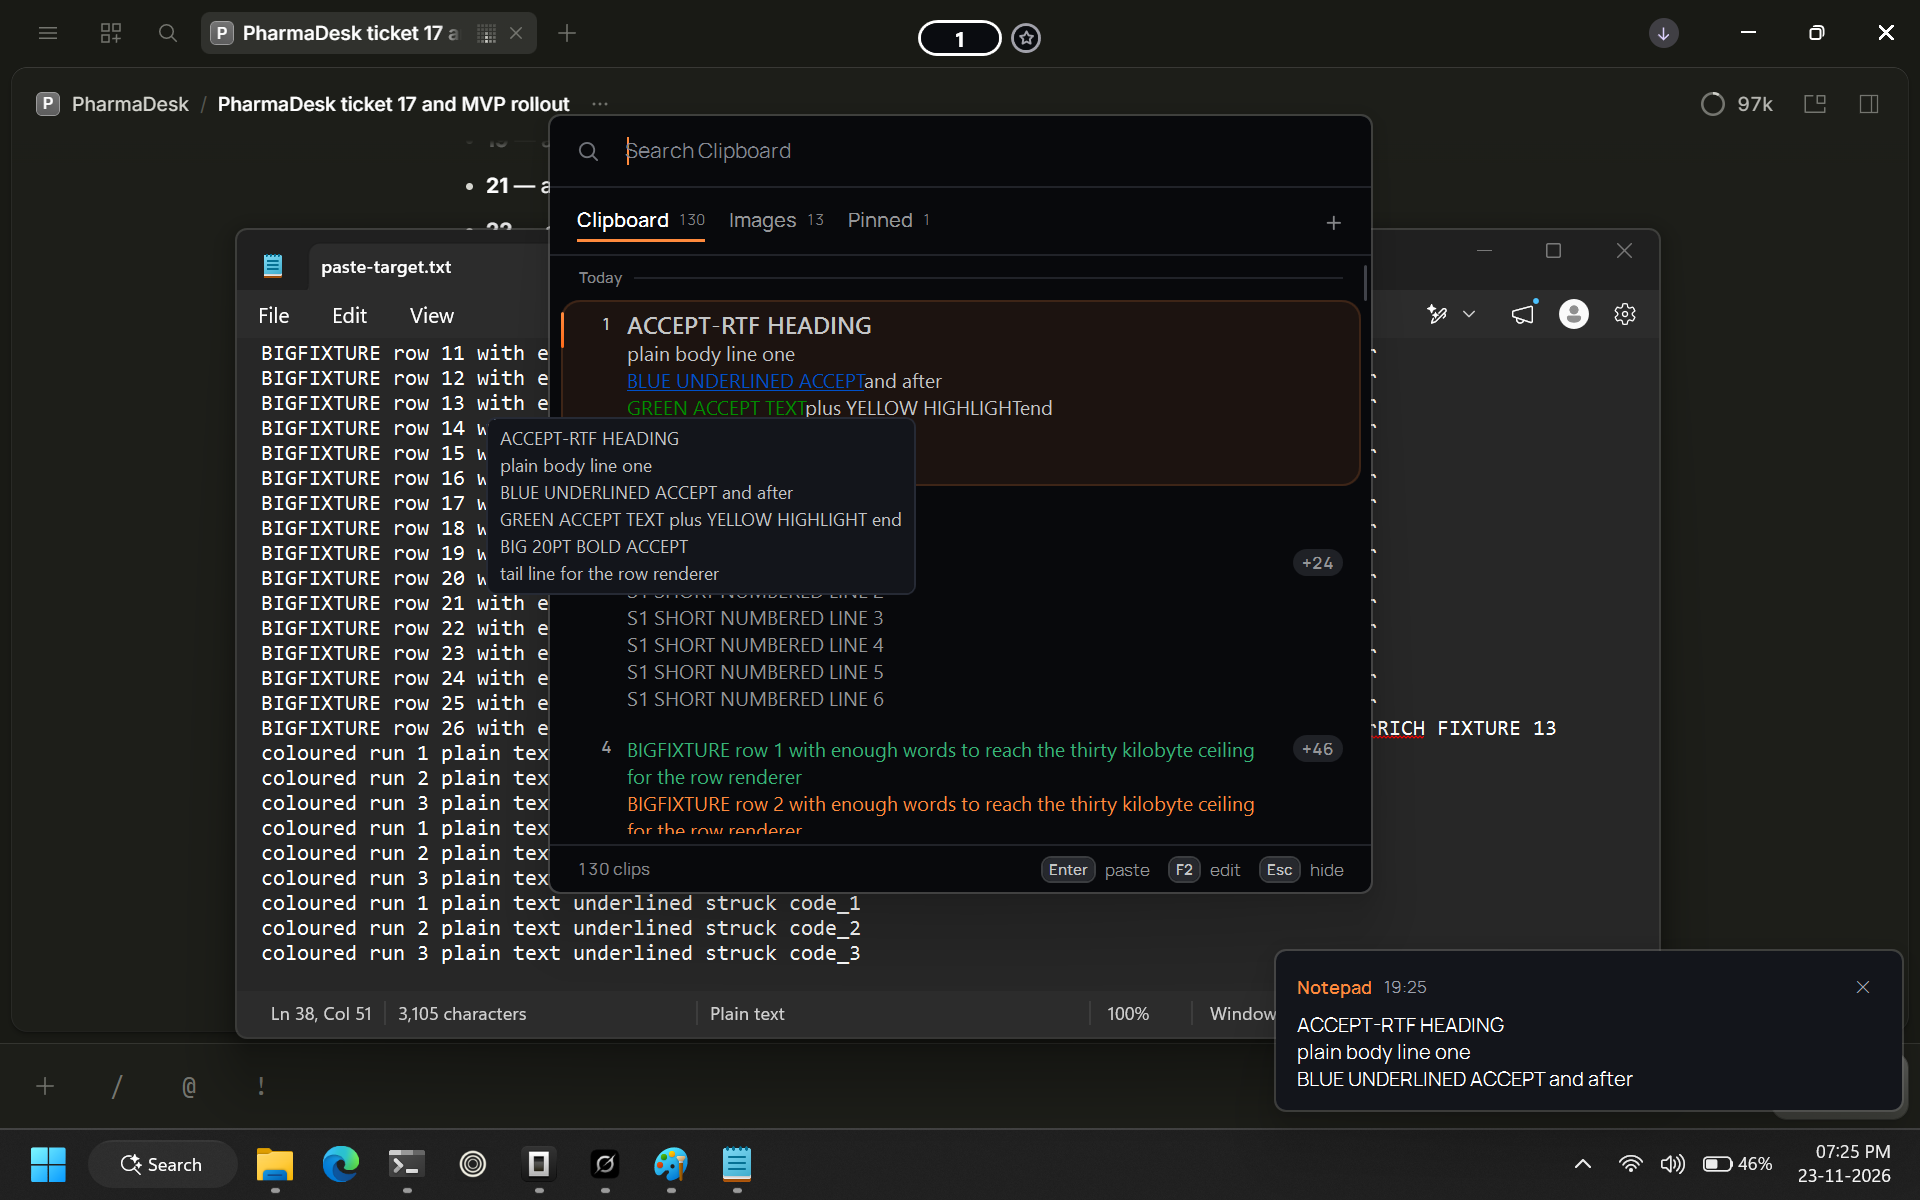 P PharmaDesk ticket 17 a
1
P PharmaDesk / PharmaDesk ticket 17 and MVP rollout ...
97k
21 — a
Search Clipboard
Clipboard 130 Images 13 Pinned 1
Today
1 ACCEPT-RTF HEADING
plain body line one
BLUE UNDERLINED ACCEPTand after
GREEN ACCEPT TEXTplus YELLOW HIGHLIGHTend
ACCEPT-RTF HEADING
plain body line one
BLUE UNDERLINED ACCEPT and after
GREEN ACCEPT TEXT plus YELLOW HIGHLIGHT end
BIG 20PT BOLD ACCEPT
tail line for the row renderer
+24
S1 SHORT NUMBERED LINE 3
S1 SHORT NUMBERED LINE 4
S1 SHORT NUMBERED LINE 5
S1 SHORT NUMBERED LINE 6
4 BIGFIXTURE row 1 with enough words to reach the thirty kilobyte ceiling
for the row renderer
+46
BIGFIXTURE row 2 with enough words to reach the thirty kilobyte ceiling
for the row renderer
130 clips
Enter paste F2 edit Esc hide
paste-target.txt
File Edit View
BIGFIXTURE row 11 with e
BIGFIXTURE row 12 with e
BIGFIXTURE row 13 with e
BIGFIXTURE row 14 w
BIGFIXTURE row 15 w
BIGFIXTURE row 16 w
BIGFIXTURE row 17 w
BIGFIXTURE row 18 w
BIGFIXTURE row 19 w
BIGFIXTURE row 20 w
BIGFIXTURE row 21 with e
BIGFIXTURE row 22 with e
BIGFIXTURE row 23 with e
BIGFIXTURE row 24 with e
BIGFIXTURE row 25 with e
BIGFIXTURE row 26 with e
RICH FIXTURE 13
coloured run 1 plain tex
coloured run 2 plain tex
coloured run 3 plain tex
coloured run 1 plain tex
coloured run 2 plain tex
coloured run 3 plain tex
coloured run 1 plain text underlined struck code_1
coloured run 2 plain text underlined struck code_2
coloured run 3 plain text underlined struck code_3
Ln 38, Col 51 3,105 characters Plain text 100% Window
Notepad 19:25
ACCEPT-RTF HEADING
plain body line one
BLUE UNDERLINED ACCEPT and after
+ / @ !
Search
46%
07:25 PM
23-11-2026